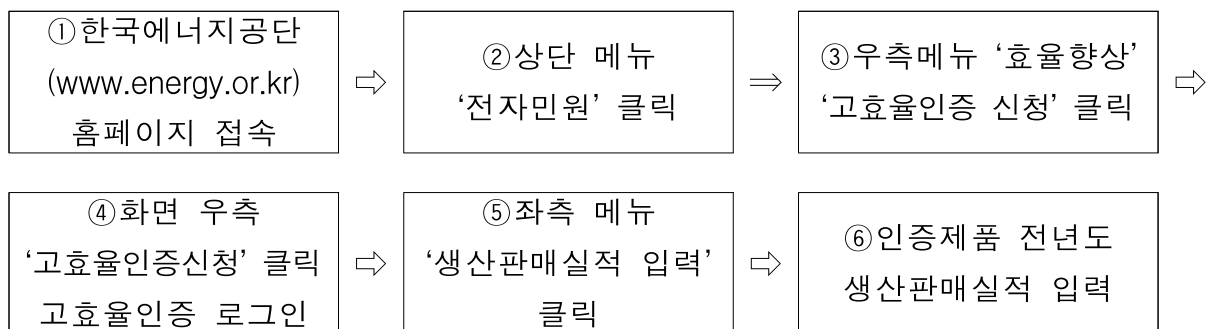 ①한국에너지공단
(www.energy.or.kr)
홈페이지 접속
⇨
②상단 메뉴
‘전자민원’ 클릭
⇒
③우측메뉴 ‘효율향상’
‘고효율인증 신청’ 클릭
⇨
④화면 우측
‘고효율인증신청’ 클릭
고효율인증 로그인
⇨
⑤좌측 메뉴
‘생산판매실적 입력’
클릭
⇨
⑥인증제품 전년도
생산판매실적 입력